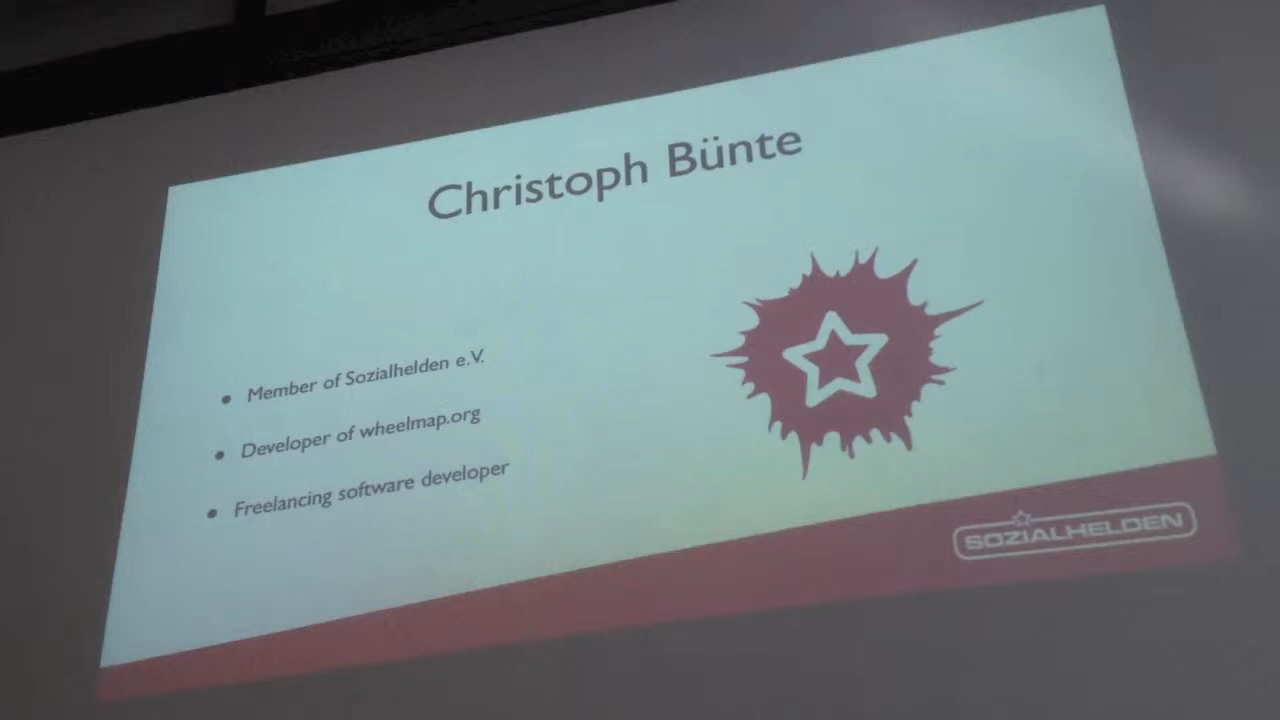 Christoph Bünte
• Member of Sozialhelden e.V.
• Developer of wheelmap.org
• Freelancing software developer
SOZIALHELDEN